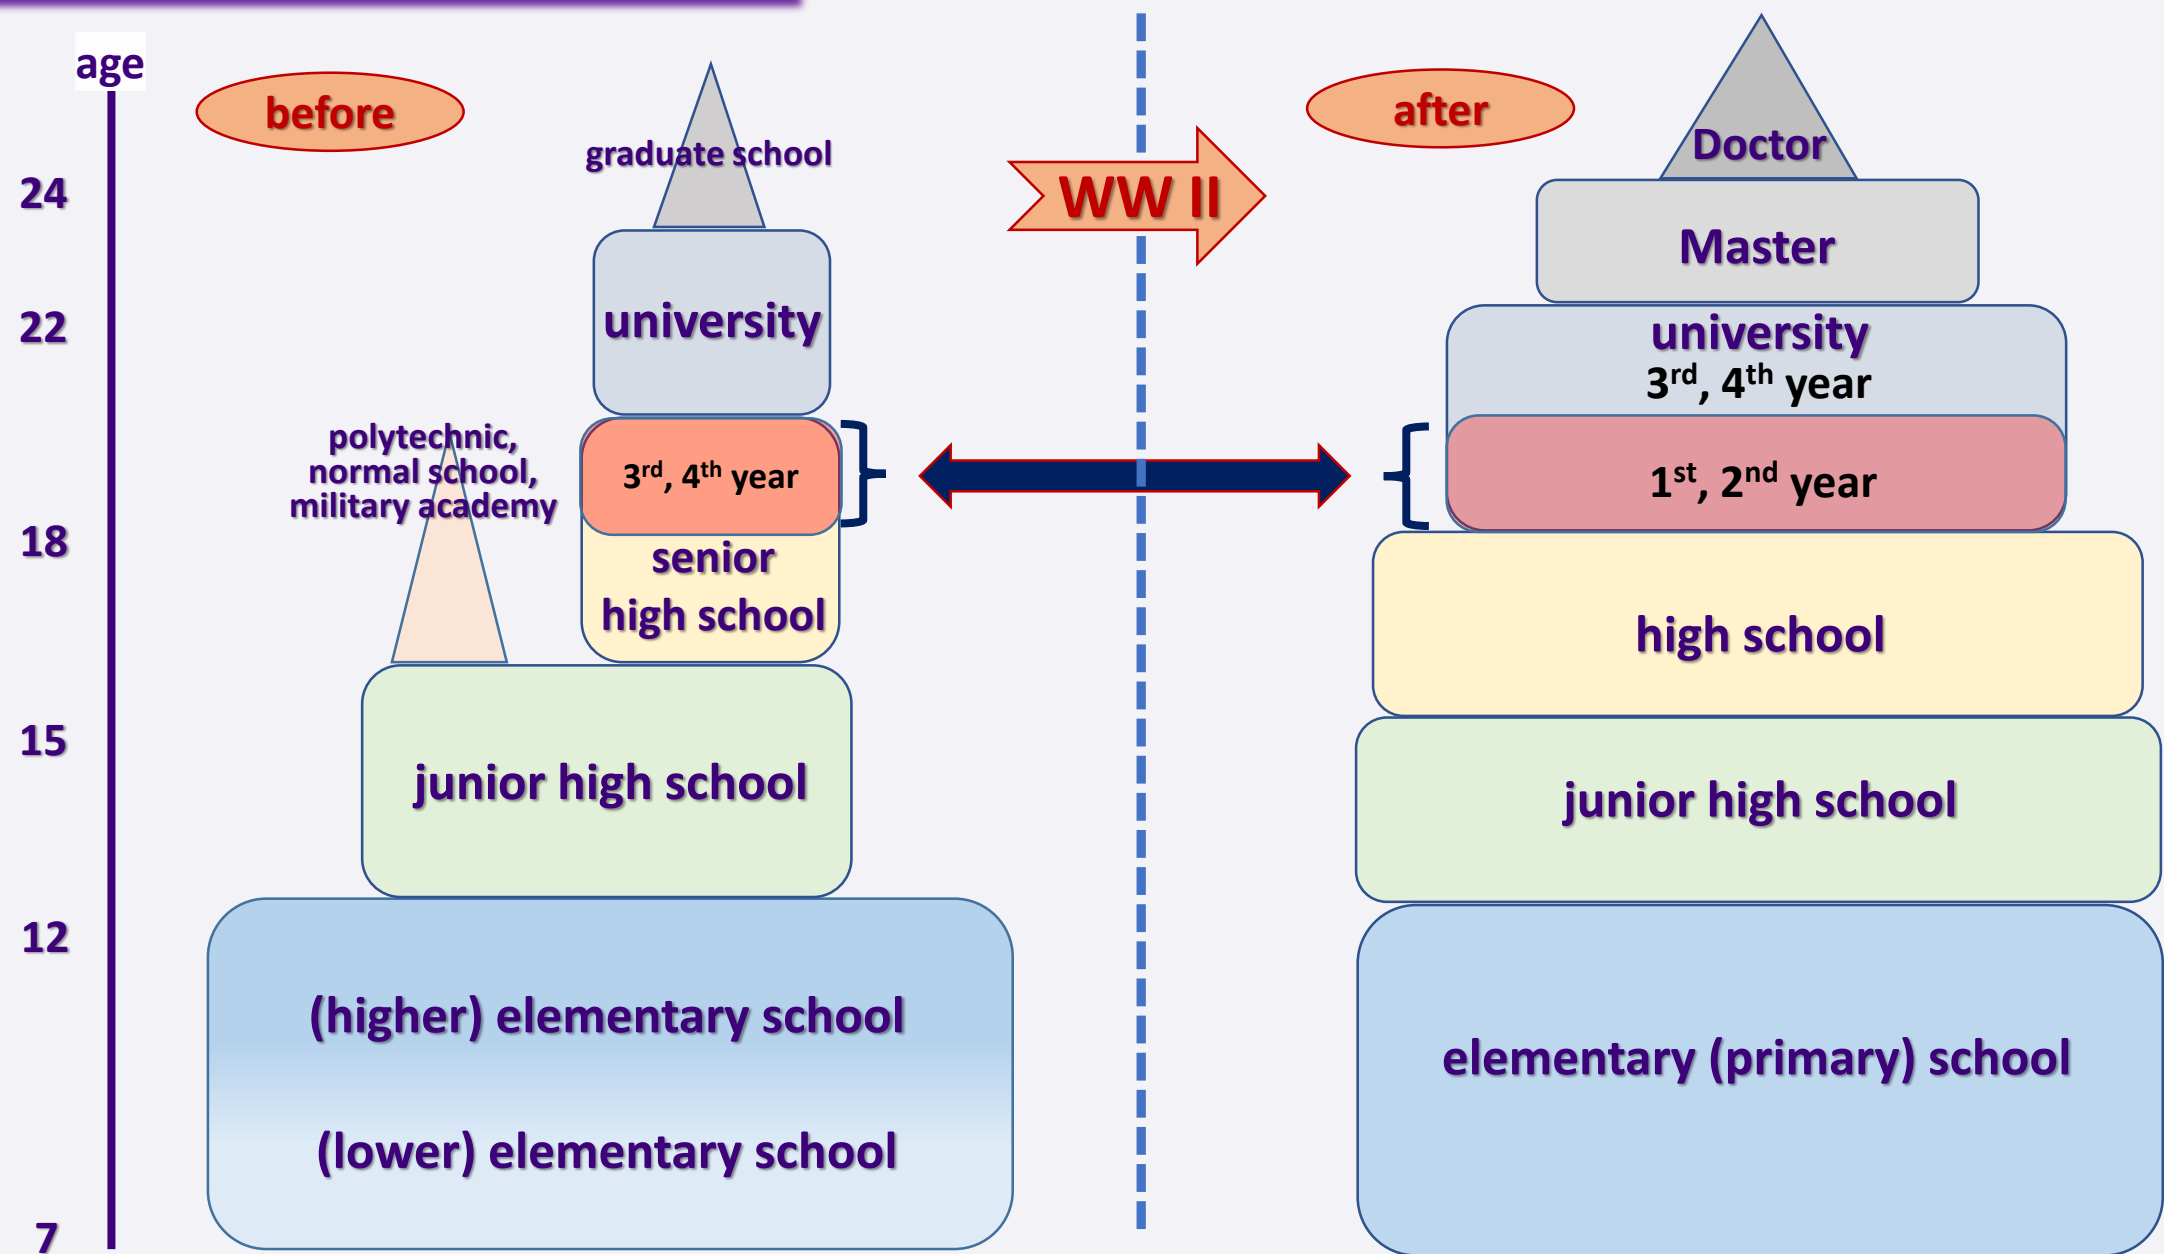 age
24
22
18
15
12
7
before
graduate school
university
3rd, 4th year
senior
high school
polytechnic,
normal school,
military academy
junior high school
(higher) elementary school
(lower) elementary school
WW II
after
Doctor
Master
university
3rd, 4th year
1st, 2nd year
high school
junior high school
elementary (primary) school